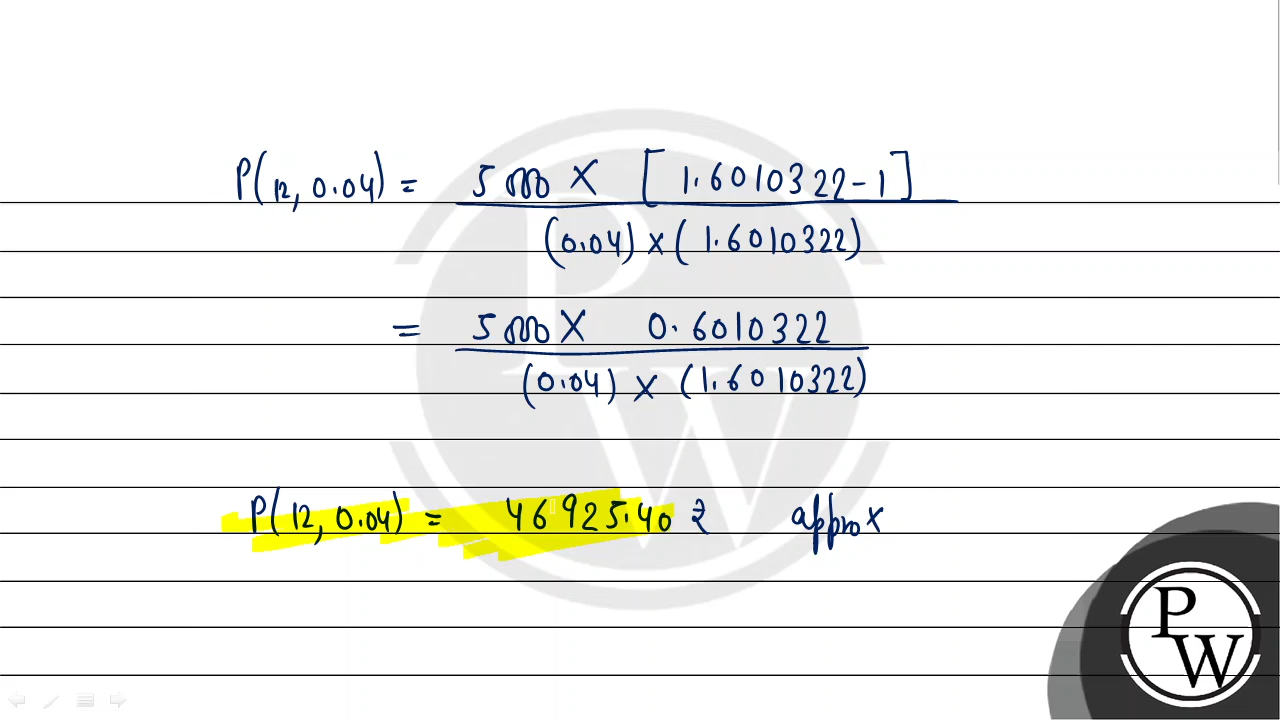 P(12, 0.04) = 5000 × [1.6010322-1]
(0.04) × (1.6010322)
= 5000 × 0.6010322
(0.04) × (1.6010322)
P(12, 0.04) = 46925.40 ₹ approx
P
W
P
W